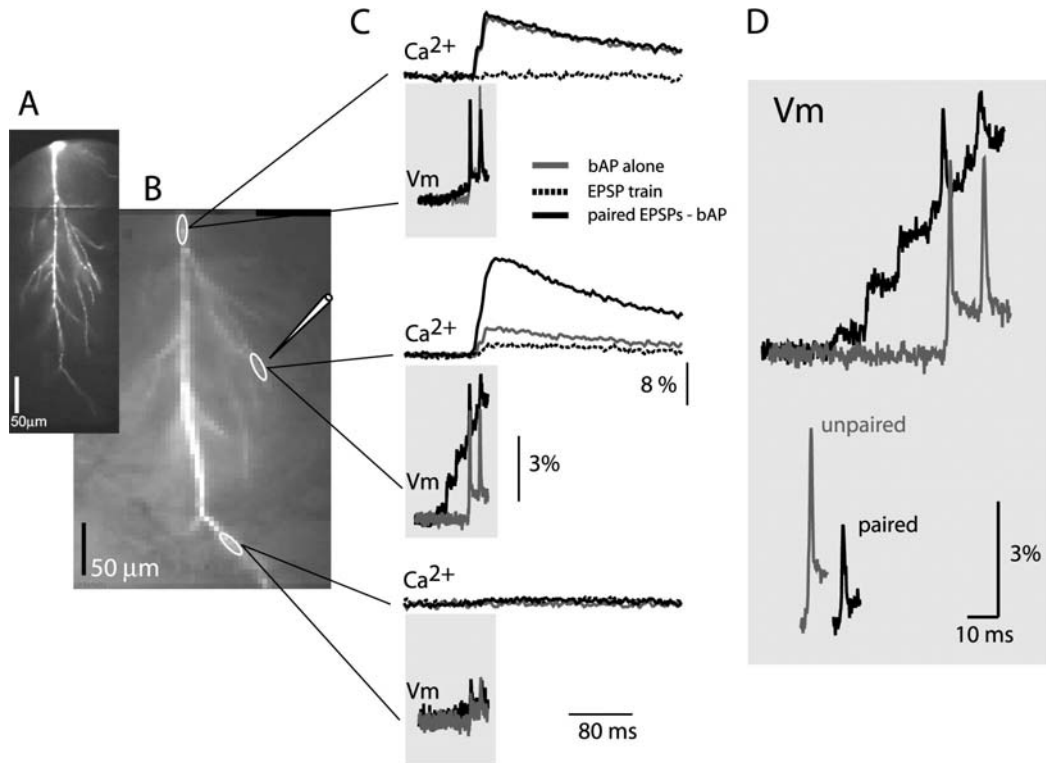 A
50μm
B
50 μm
C
Ca2+
Vm
bAP alone
EPSP train
paired EPSPs - bAP
Ca2+
8 %
Vm
3%
Ca2+
Vm
80 ms
D
Vm
unpaired
paired
3%
10 ms